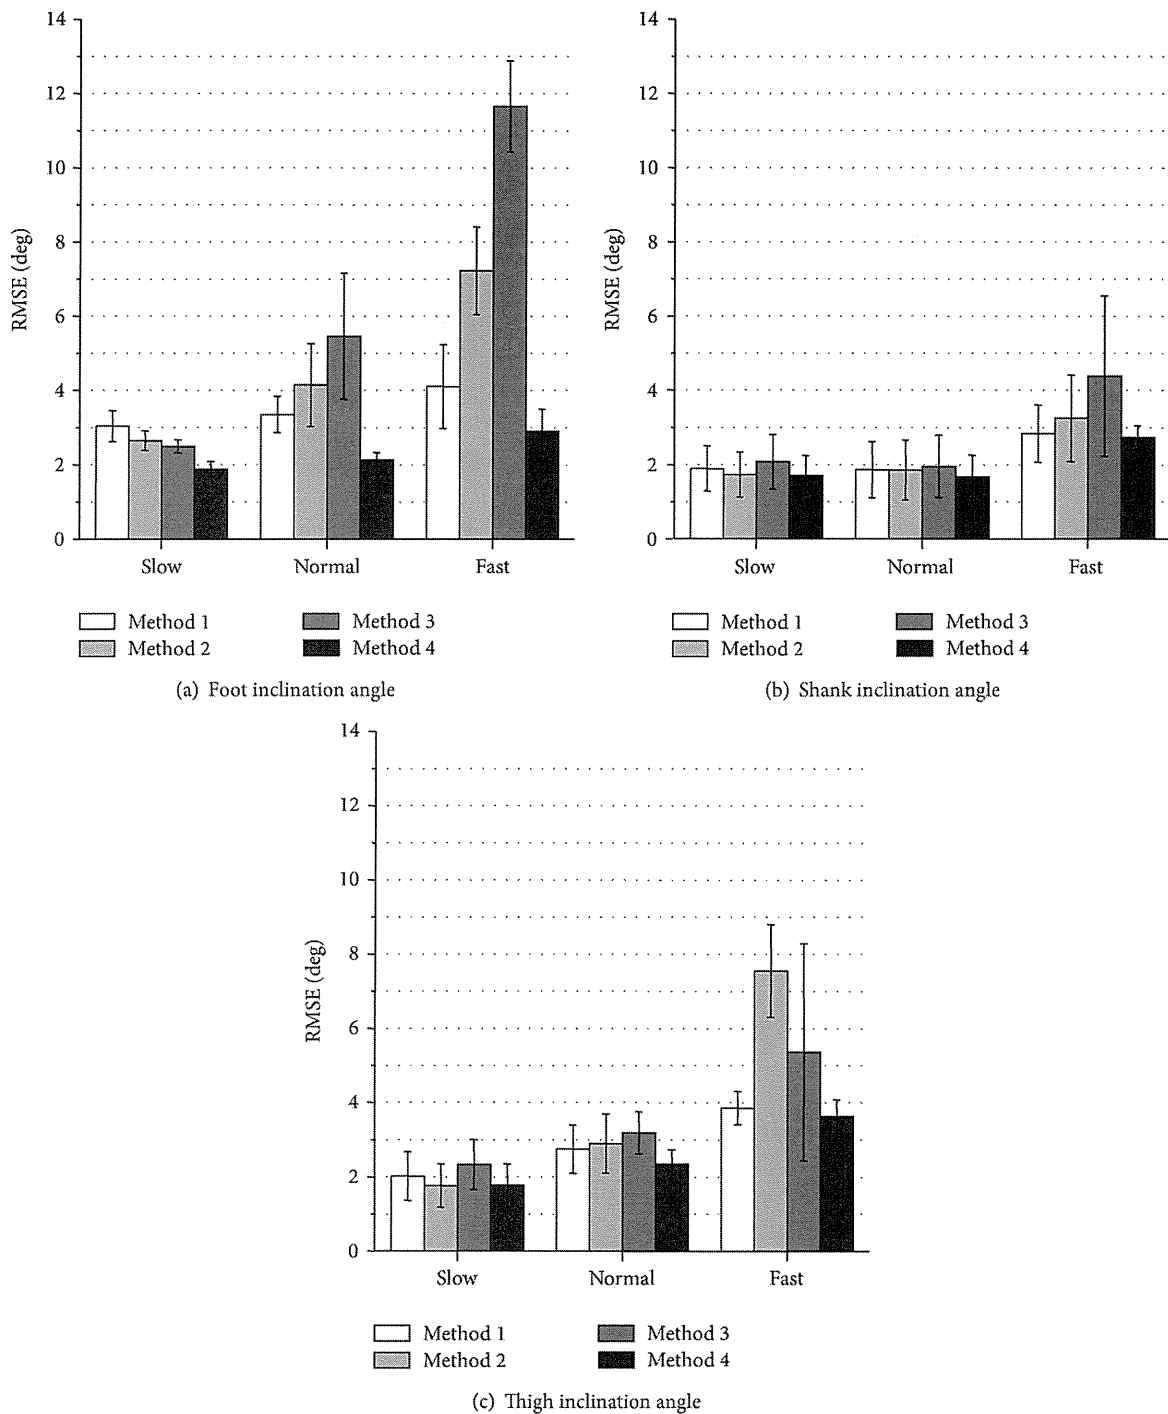 14
12
10
8
6
4
2
0
RMSE (deg)
Slow Normal Fast
Method 1 Method 3
Method 2 Method 4
(a) Foot inclination angle
14
12
10
8
6
4
2
0
RMSE (deg)
Slow Normal Fast
Method 1 Method 3
Method 2 Method 4
(b) Shank inclination angle
14
12
10
8
6
4
2
0
RMSE (deg)
Slow Normal Fast
Method 1 Method 3
Method 2 Method 4
(c) Thigh inclination angle